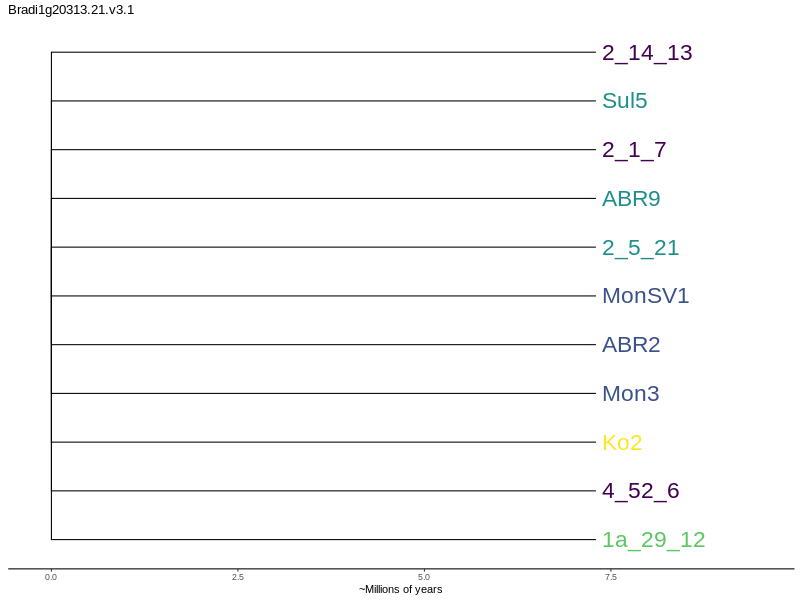 Bradi1g20313.21.v3.1
2_14_13
Sul5
2_1_7
ABR9
2_5_21
MonSV1
ABR2
Mon3
Ko2
4_52_6
1a_29_12
0.0 2.5 5.0 7.5
~Millions of years